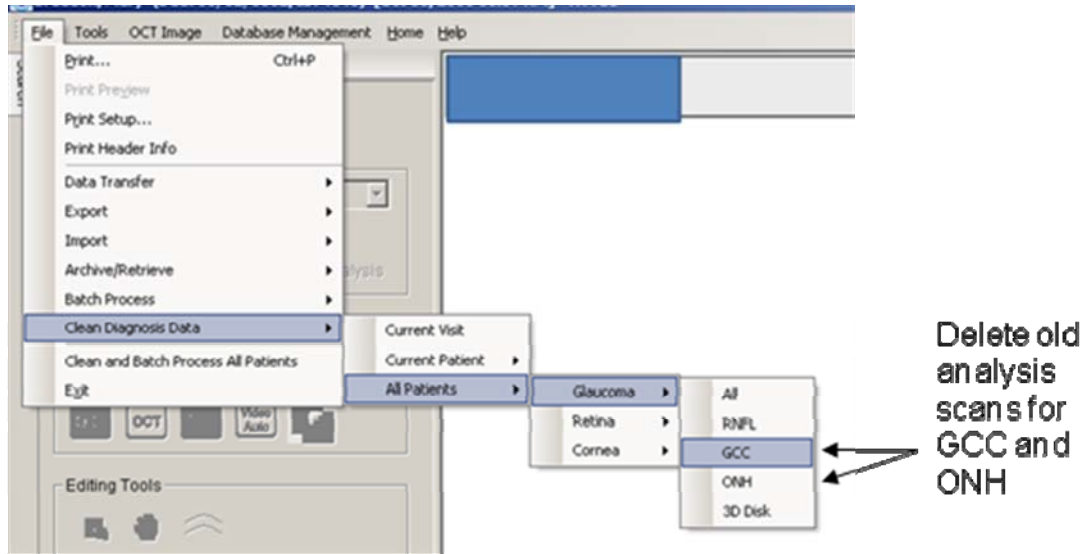 File Tools OCT Image Database Management Home Help
Print... Ctrl+P
Print Preview
Print Setup...
Print Header Info
Data Transfer
Export
Import
Archive/Retrieve
alysis
Batch Process
Clean Diagnosis Data
Current Visit
Clean and Batch Process All Patients
Current Patient
Exit
All Patients
Glaucoma
All
Retina
RNFL
Cornea
GCC
ONH
3D Disk
OCT
Video
Auto
Editing Tools
Delete old
analysis
scans for
GCC and
ONH